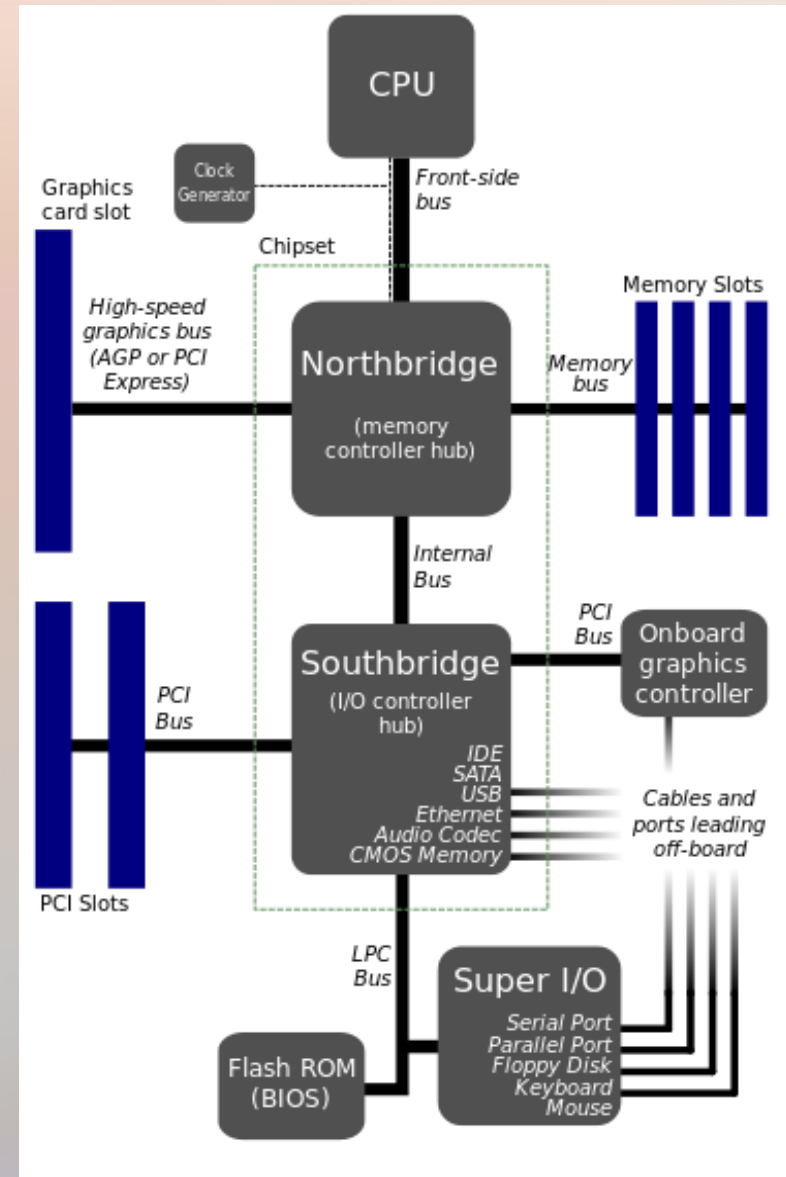 CPU
Clock
Generator
Front-side
bus
Graphics
card slot
Chipset
High-speed
graphics bus
(AGP or PCI
Express)
Northbridge
(memory
controller hub)
Memory
bus
Memory Slots
Internal
Bus
Southbridge
(I/O controller
hub)
IDE
SATA
USB
Ethernet
Audio Codec
CMOS Memory
PCI
Bus
Onboard
graphics
controller
PCI
Bus
PCI Slots
Cables and
ports leading
off-board
LPC
Bus
Super I/O
Serial Port
Parallel Port
Floppy Disk
Keyboard
Mouse
Flash ROM
(BIOS)